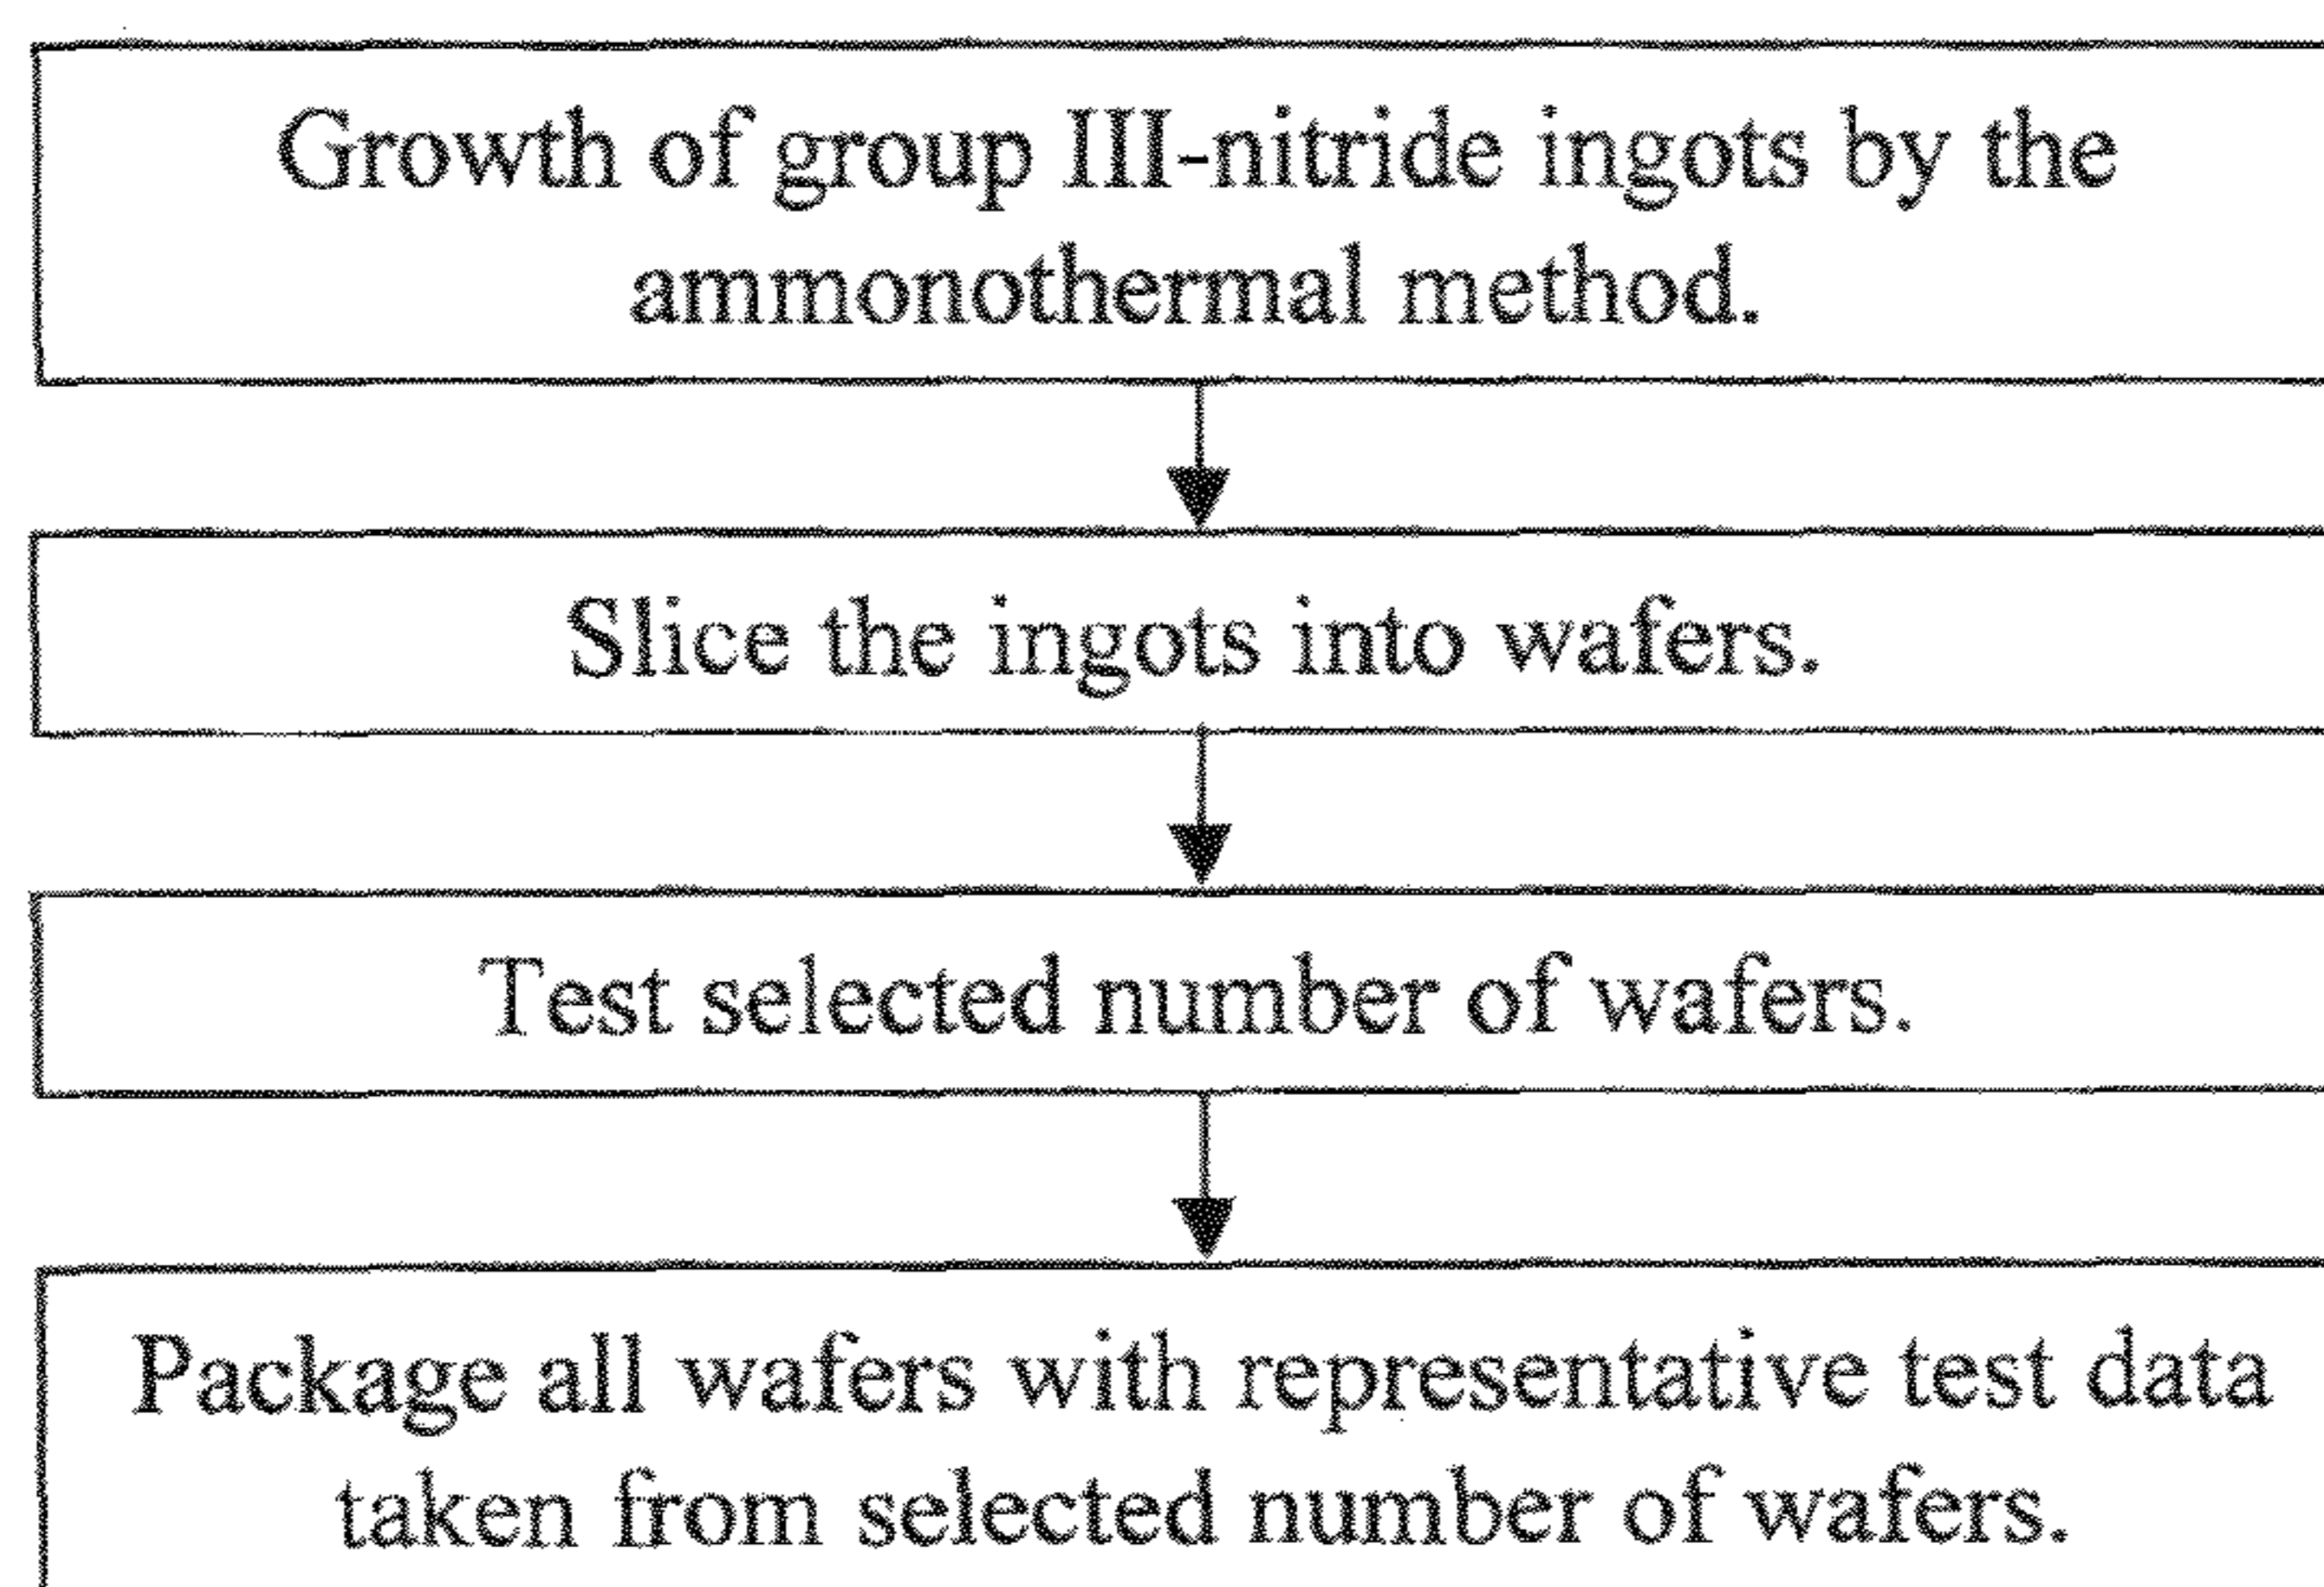 Growth of group III-nitride ingots by the
ammonothermal method.
Slice the ingots into wafers.
Test selected number of wafers.
Package all wafers with representative test data
taken from selected number of wafers.